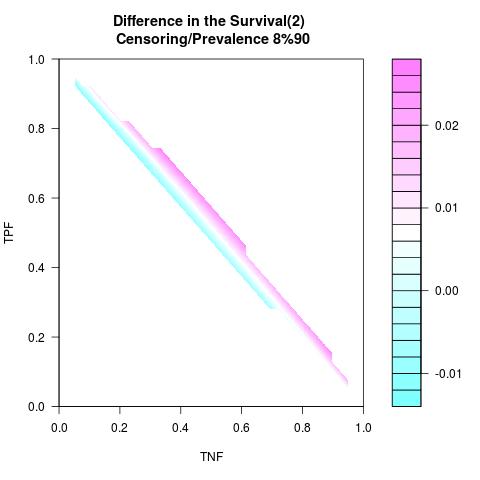 Difference in the Survival(2)
Censoring/Prevalence 8%90
1.0
0.8
0.6
0.4
0.2
0.0
TPF
0.0 0.2 0.4 0.6 0.8 1.0
TNF
0.02
0.01
0.00
-0.01